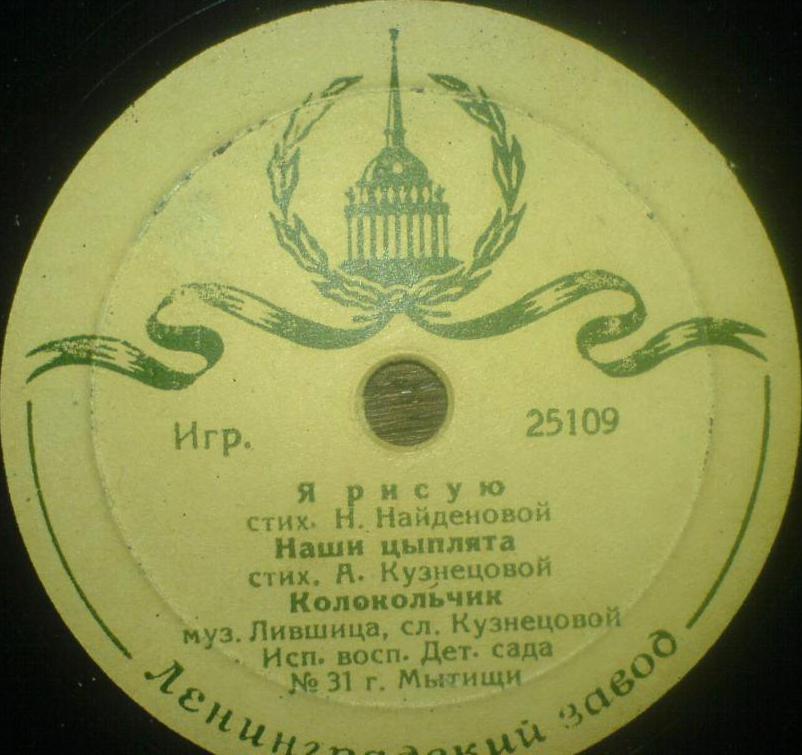 Игр. 25109
Я рисую
стих. Н. Найденовой
Наши цыплята
стих. А. Кузнецовой
Колокольчик
муз. Лившица, сл. Кузнецовой
Исп. восп. Дет. сада
№ 31 г. Мытищи
Ленинградский завод